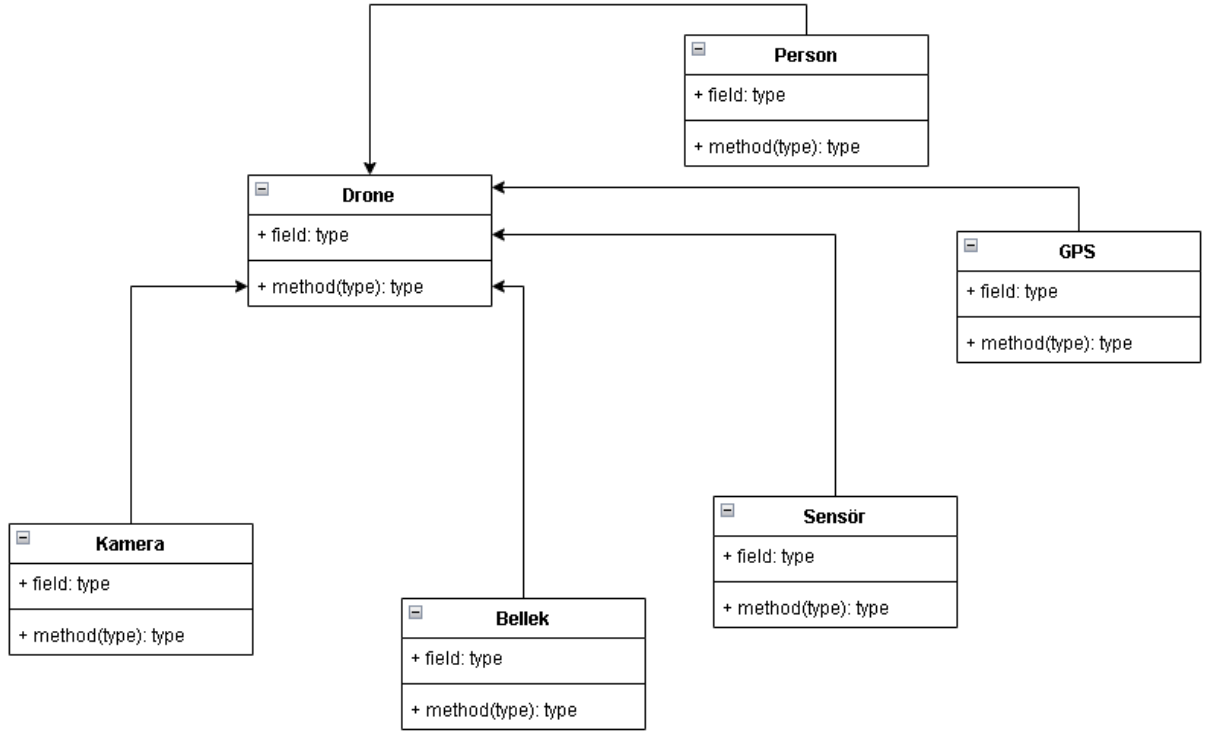 Person
+ field: type
+ method(type): type
Drone
+ field: type
+ method(type): type
GPS
+ field: type
+ method(type): type
Sensör
+ field: type
+ method(type): type
Kamera
+ field: type
+ method(type): type
Bellek
+ field: type
+ method(type): type